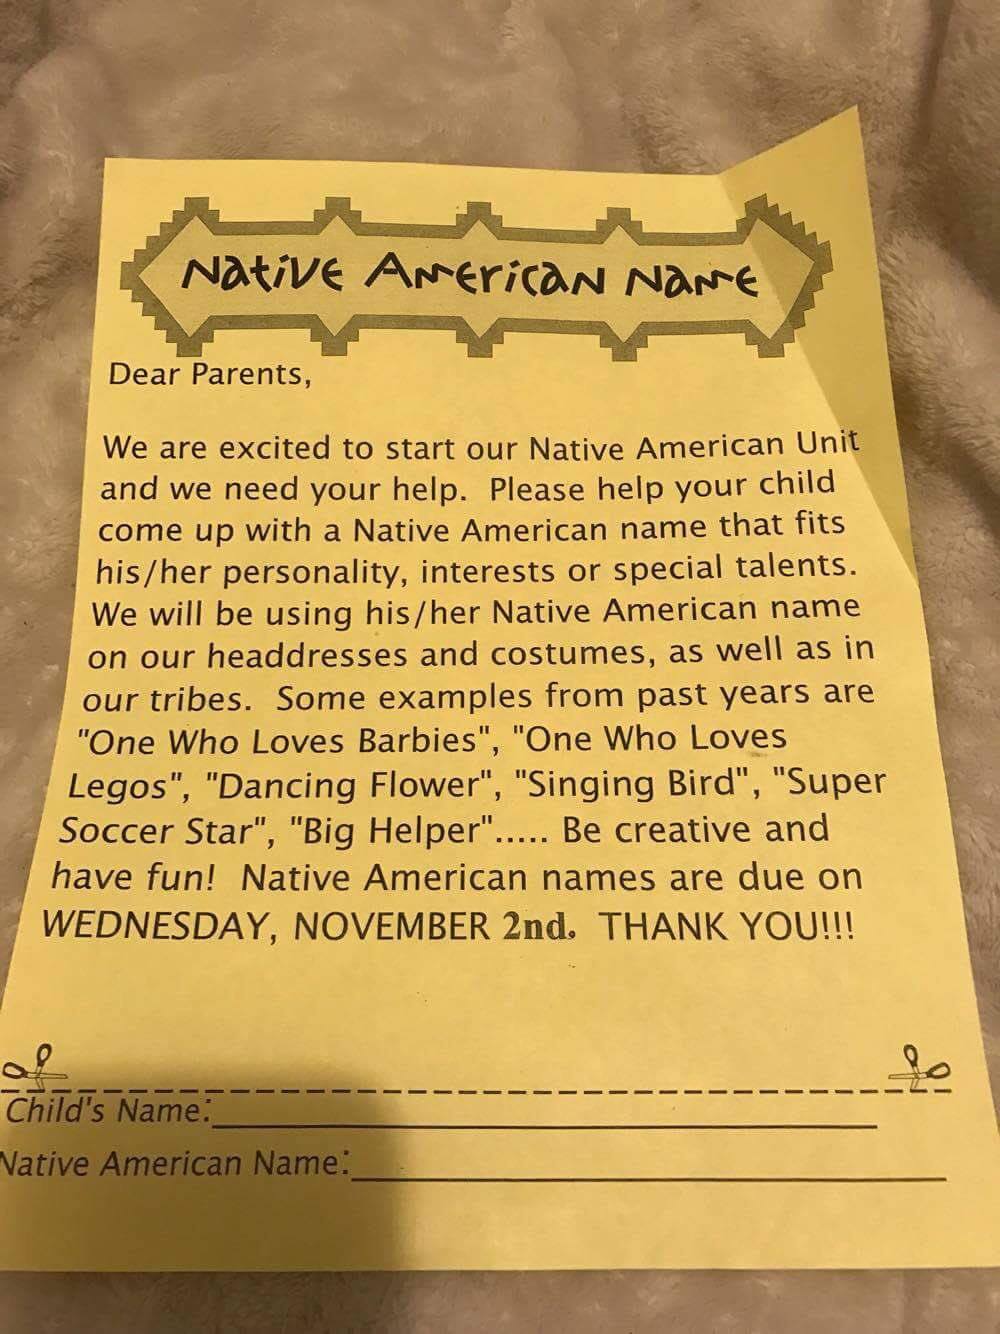 Native American Name
Dear Parents,
We are excited to start our Native American Unit
and we need your help. Please help your child
come up with a Native American name that fits
his/her personality, interests or special talents.
We will be using his/her Native American name
on our headdresses and costumes, as well as in
our tribes. Some examples from past years are
"One Who Loves Barbies", "One Who Loves
Legos", "Dancing Flower", "Singing Bird", "Super
Soccer Star", "Big Helper"..... Be creative and
have fun! Native American names are due on
WEDNESDAY, NOVEMBER 2nd. THANK YOU!!!
Child's Name:
Native American Name: